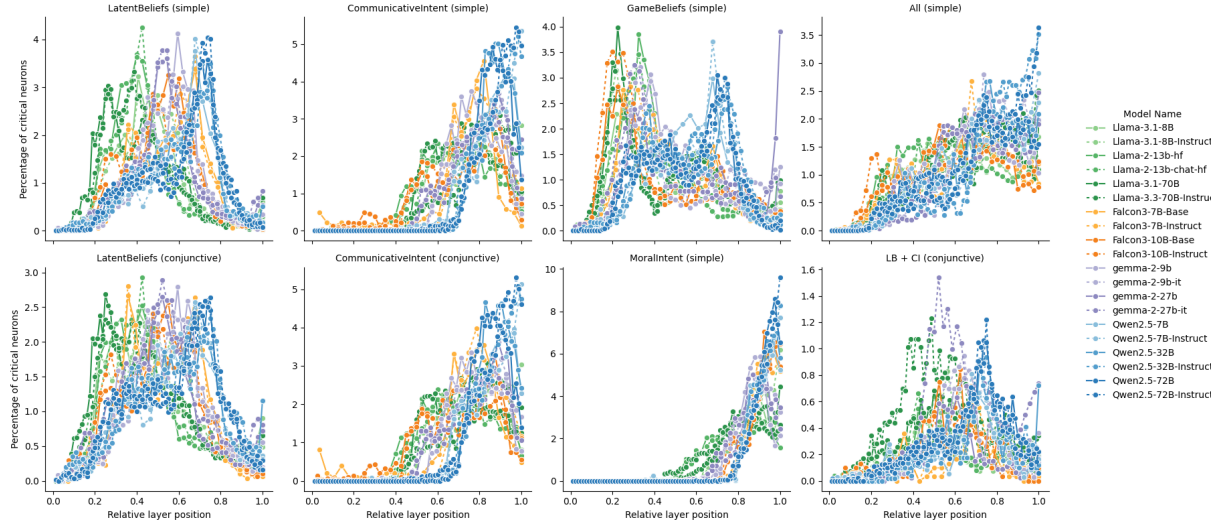 LatentBeliefs (simple)
CommunicativeIntent (simple)
GameBeliefs (simple)
All (simple)
Percentage of critical neurons
4
3
2
1
0
5
4
3
2
1
0
4.0
3.5
3.0
2.5
2.0
1.5
1.0
0.5
0.0
3.5
3.0
2.5
2.0
1.5
1.0
0.5
0.0
LatentBeliefs (conjunctive)
CommunicativeIntent (conjunctive)
MoralIntent (simple)
LB + CI (conjunctive)
Percentage of critical neurons
3.0
2.5
2.0
1.5
1.0
0.5
0.0
5
4
3
2
1
0
10
8
6
4
2
0
1.6
1.4
1.2
1.0
0.8
0.6
0.4
0.2
0.0
0.0 0.2 0.4 0.6 0.8 1.0
0.0 0.2 0.4 0.6 0.8 1.0
0.0 0.2 0.4 0.6 0.8 1.0
0.0 0.2 0.4 0.6 0.8 1.0
Relative layer position
Relative layer position
Relative layer position
Relative layer position
Model Name
Llama-3.1-8B
Llama-3.1-8B-Instruct
Llama-2-13b-hf
Llama-2-13b-chat-hf
Llama-3.1-70B
Llama-3.3-70B-Instruct
Falcon3-7B-Base
Falcon3-7B-Instruct
Falcon3-10B-Base
Falcon3-10B-Instruct
gemma-2-9b
gemma-2-9b-it
gemma-2-27b
gemma-2-27b-it
Qwen2.5-7B
Qwen2.5-7B-Instruct
Qwen2.5-32B
Qwen2.5-32B-Instruct
Qwen2.5-72B
Qwen2.5-72B-Instruct